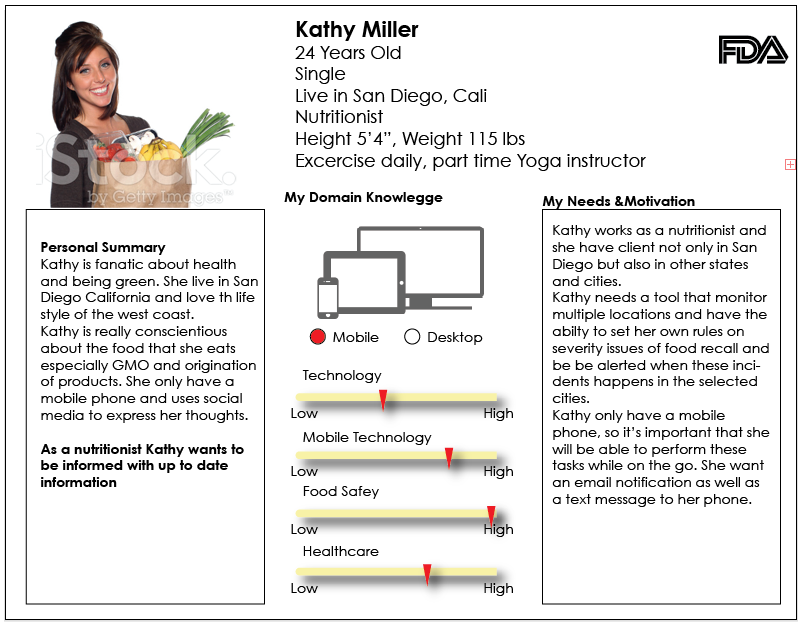 Kathy Miller
24 Years Old
Single
Live in San Diego, Cali
Nutritionist
Height 5’4”, Weight 115 lbs
Excercise daily, part time Yoga instructor
FDA
iStock.
by Getty Images™
Personal Summary
Kathy is fanatic about health
and being green. She live in San
Diego California and love th life
style of the west coast.
Kathy is really conscientious
about the food that she eats
especially GMO and origination
of products. She only have a
mobile phone and uses social
media to express her thoughts.
As a nutritionist Kathy wants to
be informed with up to date
information
My Domain Knowlegge
Mobile
Desktop
Technology
Low
High
Mobile Technology
Low
High
Food Safey
Low
High
Healthcare
Low
High
My Needs &Motivation
Kathy works as a nutritionist and
she have client not only in San
Diego but also in other states
and cities.
Kathy needs a tool that monitor
multiple locations and have the
abilty to set her own rules on
severity issues of food recall and
be be alerted when these inci-
dents happens in the selected
cities.
Kathy only have a mobile
phone, so it’s important that she
will be able to perform these
tasks while on the go. She want
an email notification as well as
a text message to her phone.